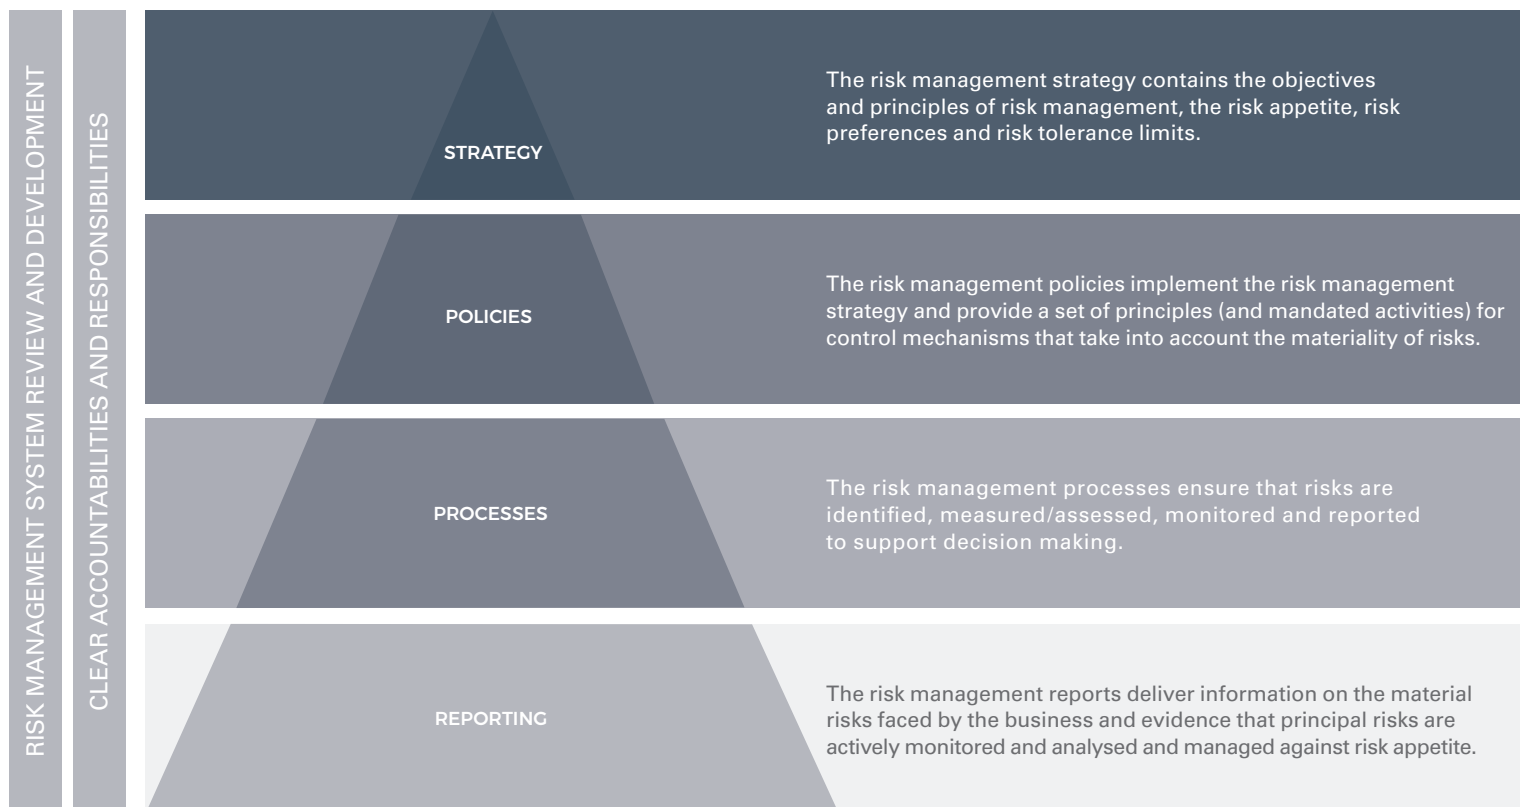 RISK MANAGEMENT SYSTEM REVIEW AND DEVELOPMENT
CLEAR ACCOUNTABILITIES AND RESPONSIBILITIES
STRATEGY
The risk management strategy contains the objectives
and principles of risk management, the risk appetite, risk
preferences and risk tolerance limits.
POLICIES
The risk management policies implement the risk management
strategy and provide a set of principles (and mandated activities) for
control mechanisms that take into account the materiality of risks.
PROCESSES
The risk management processes ensure that risks are
identified, measured/assessed, monitored and reported
to support decision making.
REPORTING
The risk management reports deliver information on the material
risks faced by the business and evidence that principal risks are
actively monitored and analysed and managed against risk appetite.